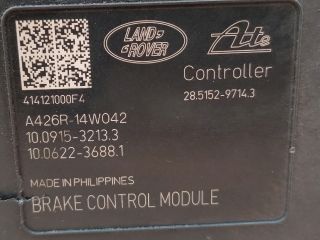 LAND
ROVER
Ate
Controller
414121000F4
28.5152-9714.3
A426R-14W042
10.0915-3213.3
10.0622-3688.1
MADE IN PHILIPPINES
BRAKE CONTROL MODULE